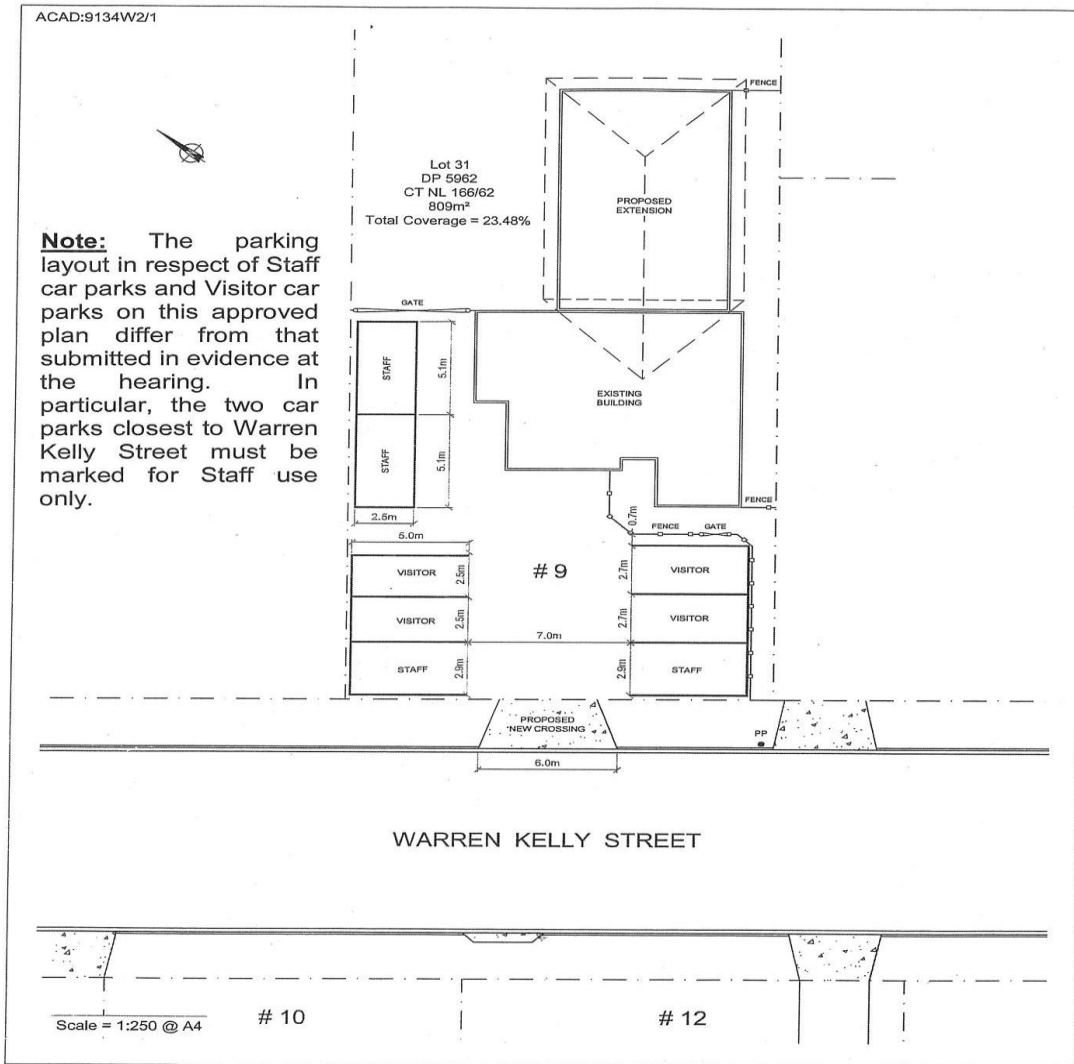 ACAD:9134W2/1
FENCE
Lot 31
DP 5962
CT NL 166/62
809m²
Total Coverage = 23.48%
PROPOSED
EXTENSION
Note: The parking
layout in respect of Staff
car parks and Visitor car
parks on this approved
plan differ from that
submitted in evidence at
the hearing. In
particular, the two car
parks closest to Warren
Kelly Street must be
marked for Staff use
only.
GATE
STAFF
5.1m
EXISTING
BUILDING
STAFF
5.1m
2.5m
FENCE
0.7m
FENCE
GATE
5.0m
VISITOR
2.5m
# 9
2.7m
VISITOR
VISITOR
2.5m
2.7m
VISITOR
7.0m
STAFF
2.9m
2.9m
STAFF
PROPOSED
NEW CROSSING
PP
6.0m
WARREN KELLY STREET
Scale = 1:250 @ A4
# 10
# 12